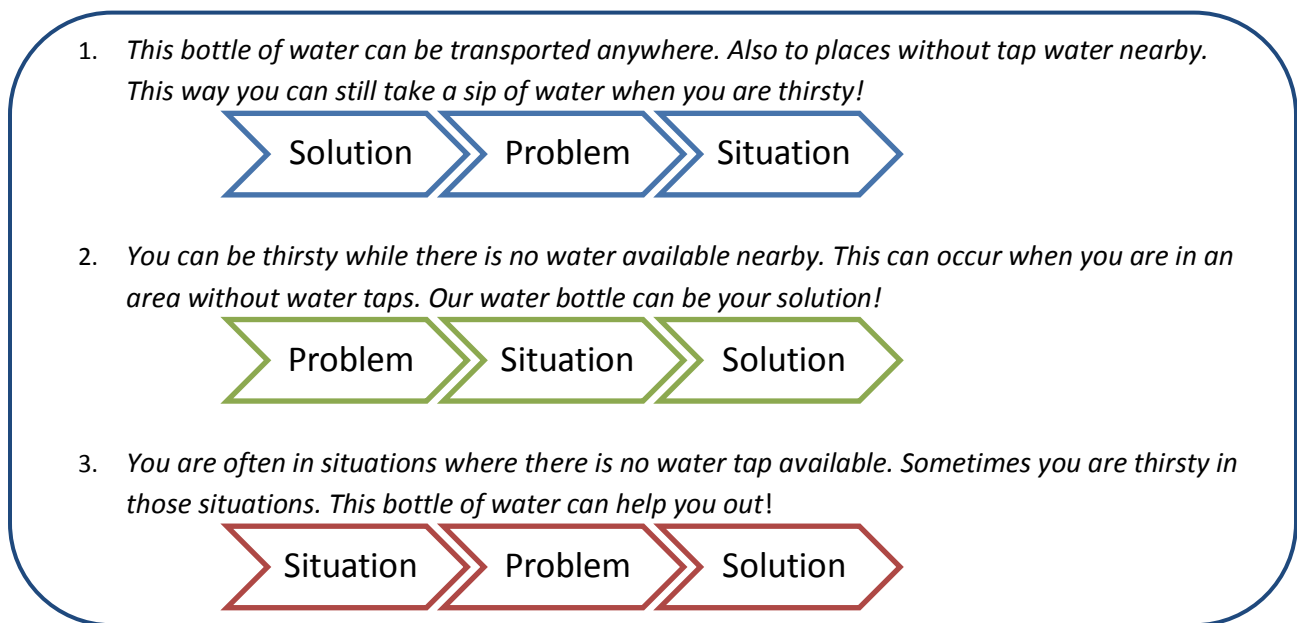 1. This bottle of water can be transported anywhere. Also to places without tap water nearby.
This way you can still take a sip of water when you are thirsty!
Solution Problem Situation
2. You can be thirsty while there is no water available nearby. This can occur when you are in an
area without water taps. Our water bottle can be your solution!
Problem Situation Solution
3. You are often in situations where there is no water tap available. Sometimes you are thirsty in
those situations. This bottle of water can help you out!
Situation Problem Solution